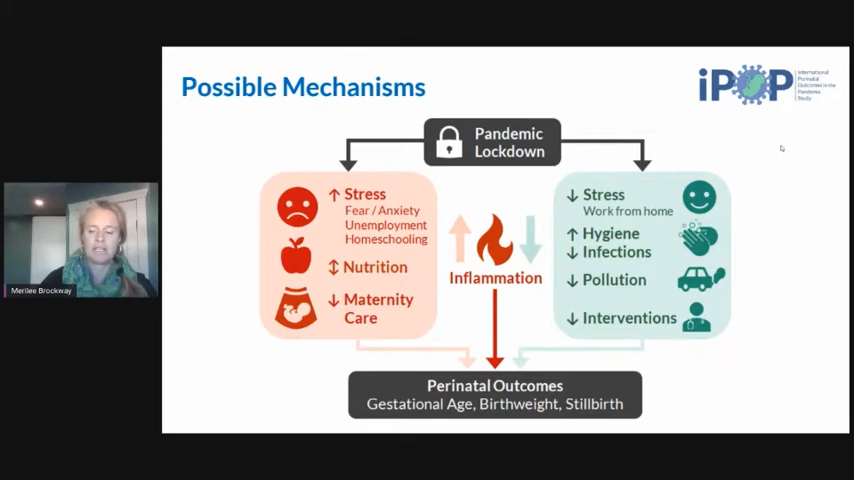 Possible Mechanisms
iPOP
International
Perinatal
Outcomes in the
Pandemic
Study
Pandemic
Lockdown
↑ Stress
Fear / Anxiety
Unemployment
Homeschooling
↕ Nutrition
↓ Maternity
Care
Inflammation
↓ Stress
Work from home
↑ Hygiene
↓ Infections
↓ Pollution
↓ Interventions
Perinatal Outcomes
Gestational Age, Birthweight, Stillbirth
Merilee Brockway